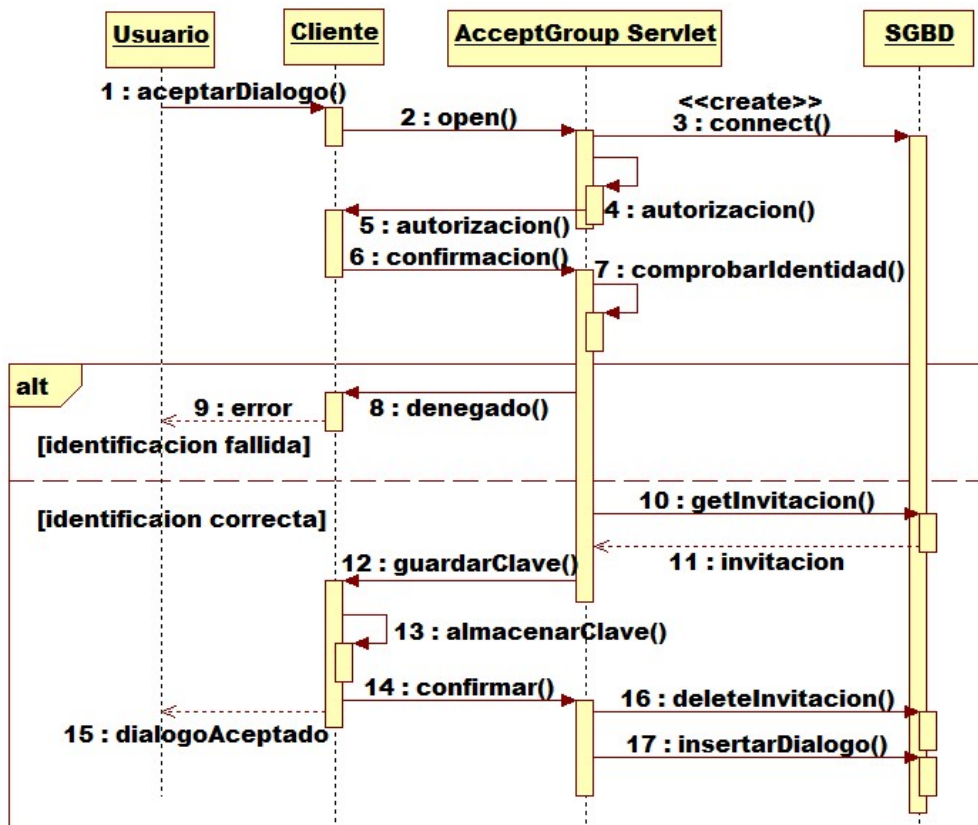 Usuario
Cliente
AcceptGroup Servlet
SGBD
1 : aceptarDialogo()
<<create>>
2 : open()
3 : connect()
4 : autorizacion()
5 : autorizacion()
6 : confirmacion()
7 : comprobarIdentidad()
alt
8 : denegado()
9 : error
[identificacion fallida]
[identificaion correcta]
10 : getInvitacion()
11 : invitacion
12 : guardarClave()
13 : almacenarClave()
14 : confirmar()
15 : dialogoAceptado
16 : deleteInvitacion()
17 : insertarDialogo()